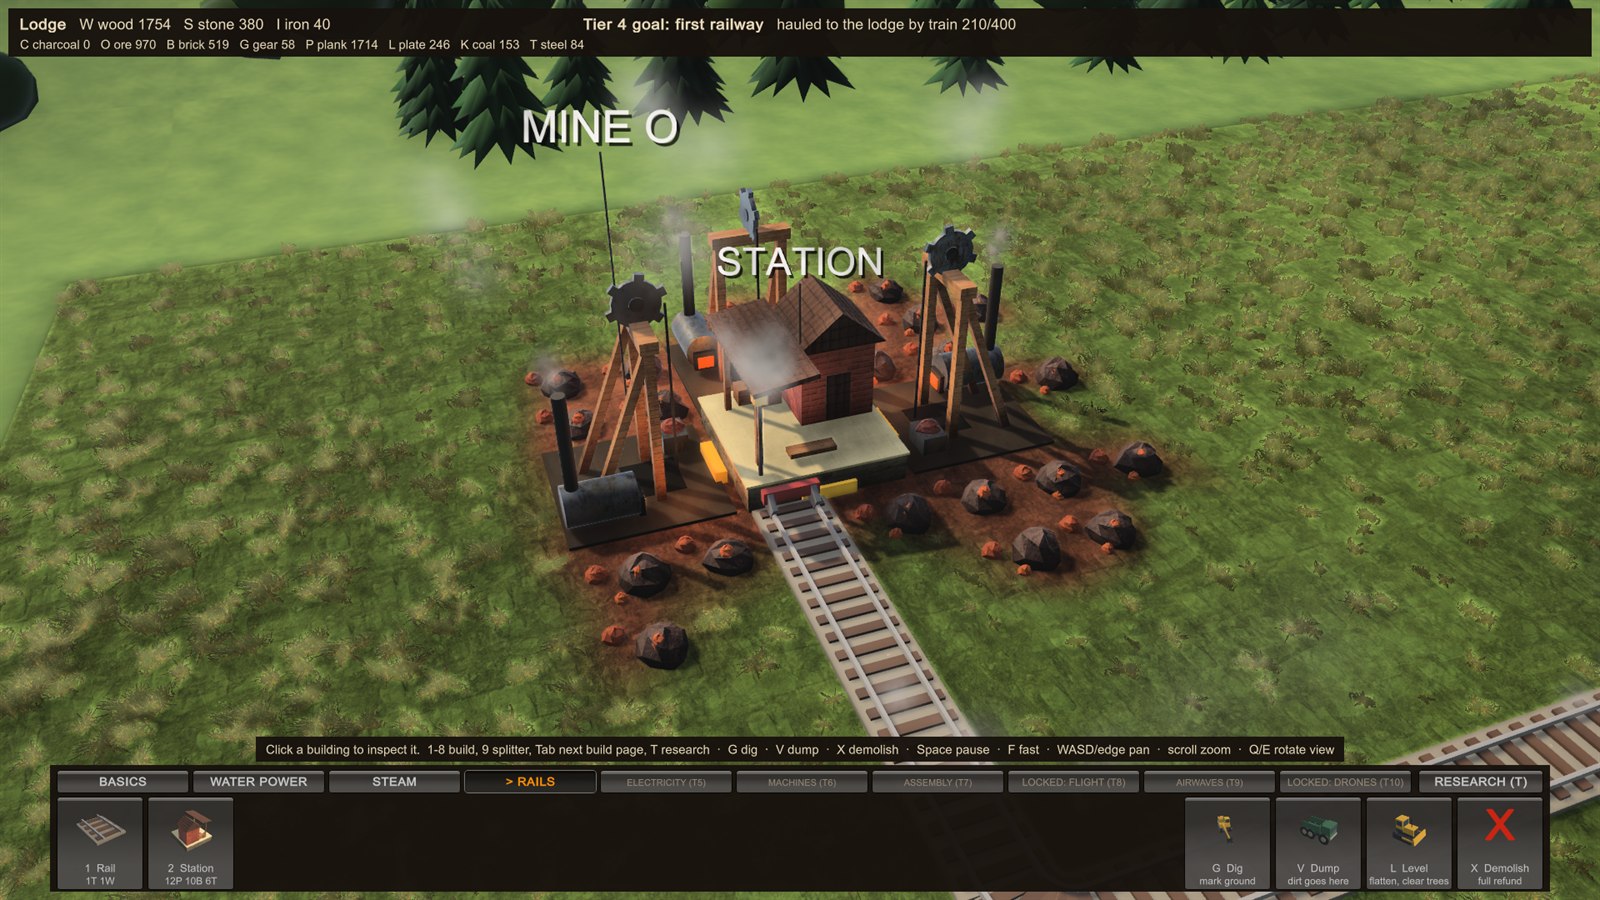 Lodge W wood 1754 S stone 380 I iron 40
Tier 4 goal: first railway hauled to the lodge by train 210/400
C charcoal 0 O ore 970 B brick 519 G gear 58 P plank 1714 L plate 246 K coal 153 T steel 84
MINE O
STATION
Click a building to inspect it. 1-8 build, 9 splitter, Tab next build page, T research · G dig · V dump · X demolish · Space pause · F fast · WASD/edge pan · scroll zoom · Q/E rotate view
BASICS WATER POWER STEAM > RAILS ELECTRICITY (T5) MACHINES (T6) ASSEMBLY (T7) LOCKED: FLIGHT (T8) AIRWAVES (T9) LOCKED: DRONES (T10) RESEARCH (T)
1 Rail
1T 1W
2 Station
12P 10B 6T
G Dig
mark ground
V Dump
dirt goes here
L Level
flatten, clear trees
X Demolish
full refund